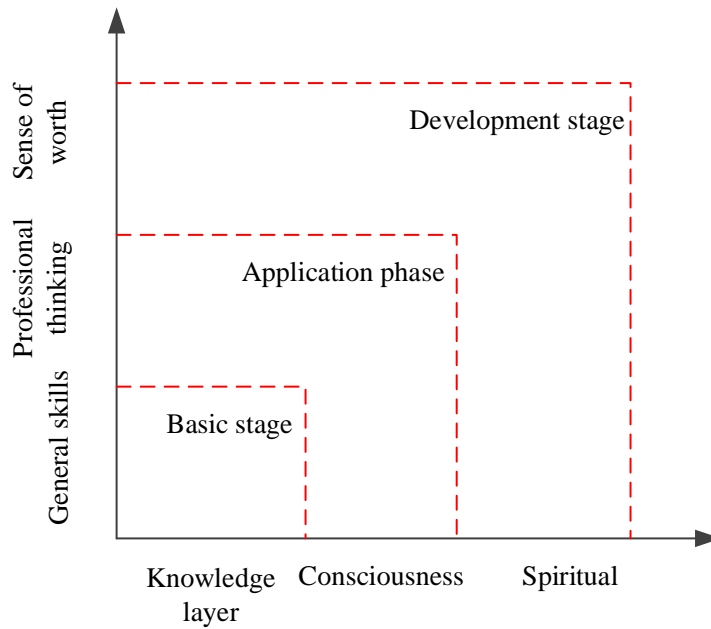 Sense of
worth
Development stage
Professional
thinking
Application phase
General skills
Basic stage
Knowledge
layer
Consciousness
Spiritual